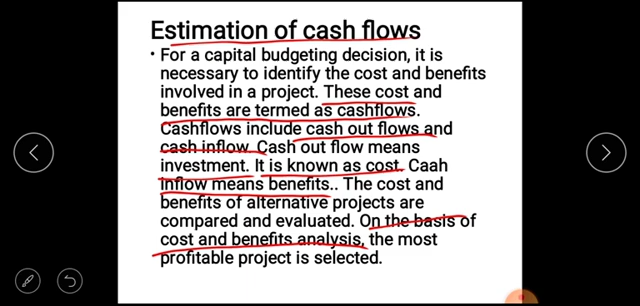 Estimation of cash flows
• For a capital budgeting decision, it is
necessary to identify the cost and benefits
involved in a project. These cost and
benefits are termed as cashflows.
Cashflows include cash out flows and
cash inflow. Cash out flow means
investment. It is known as cost. Caah
inflow means benefits.. The cost and
benefits of alternative projects are
compared and evaluated. On the basis of
cost and benefits analysis, the most
profitable project is selected.